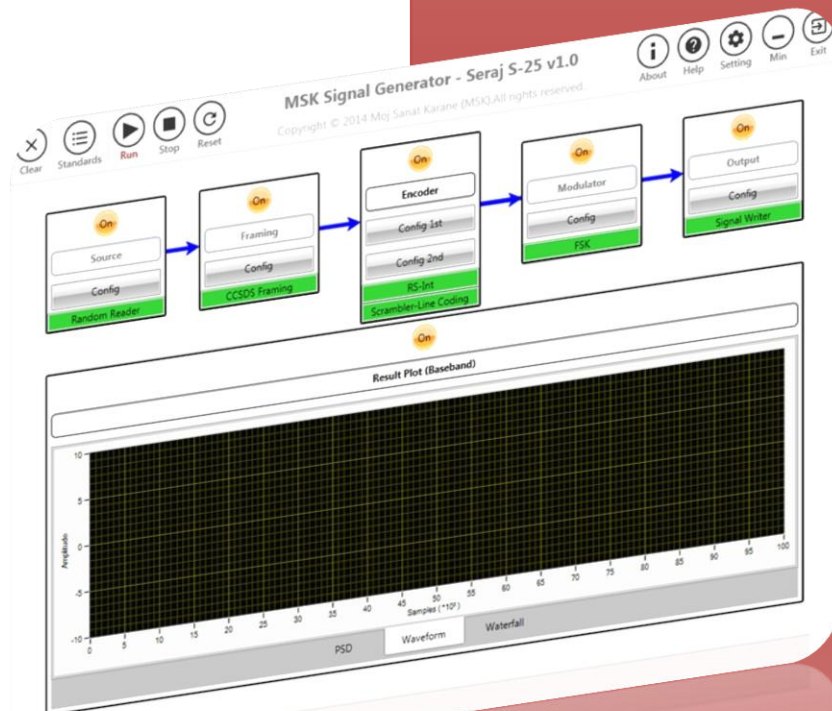 MSK Signal Generator - Seraj S-25 v1.0
Copyright © 2014 Moj Sanat Karane (MSK),All rights reserved.
Clear
Standards
Run
Stop
Reset
About
Help
Setting
Min
Exit
On
Source
Config
Random Reader
On
Framing
Config
CCSDS Framing
On
Encoder
Config 1st
Config 2nd
RS-Int
Scrambler-Line Coding
On
Modulator
Config
FSK
On
Output
Config
Signal Writer
On
Result Plot (Baseband)
Amplitude
10
5
0
-5
-10
0 5 10 15 20 25 30 35 40 45 50 55 60 65 70 75 80 85 90 95 100
Samples
PSD
Waveform
Waterfall